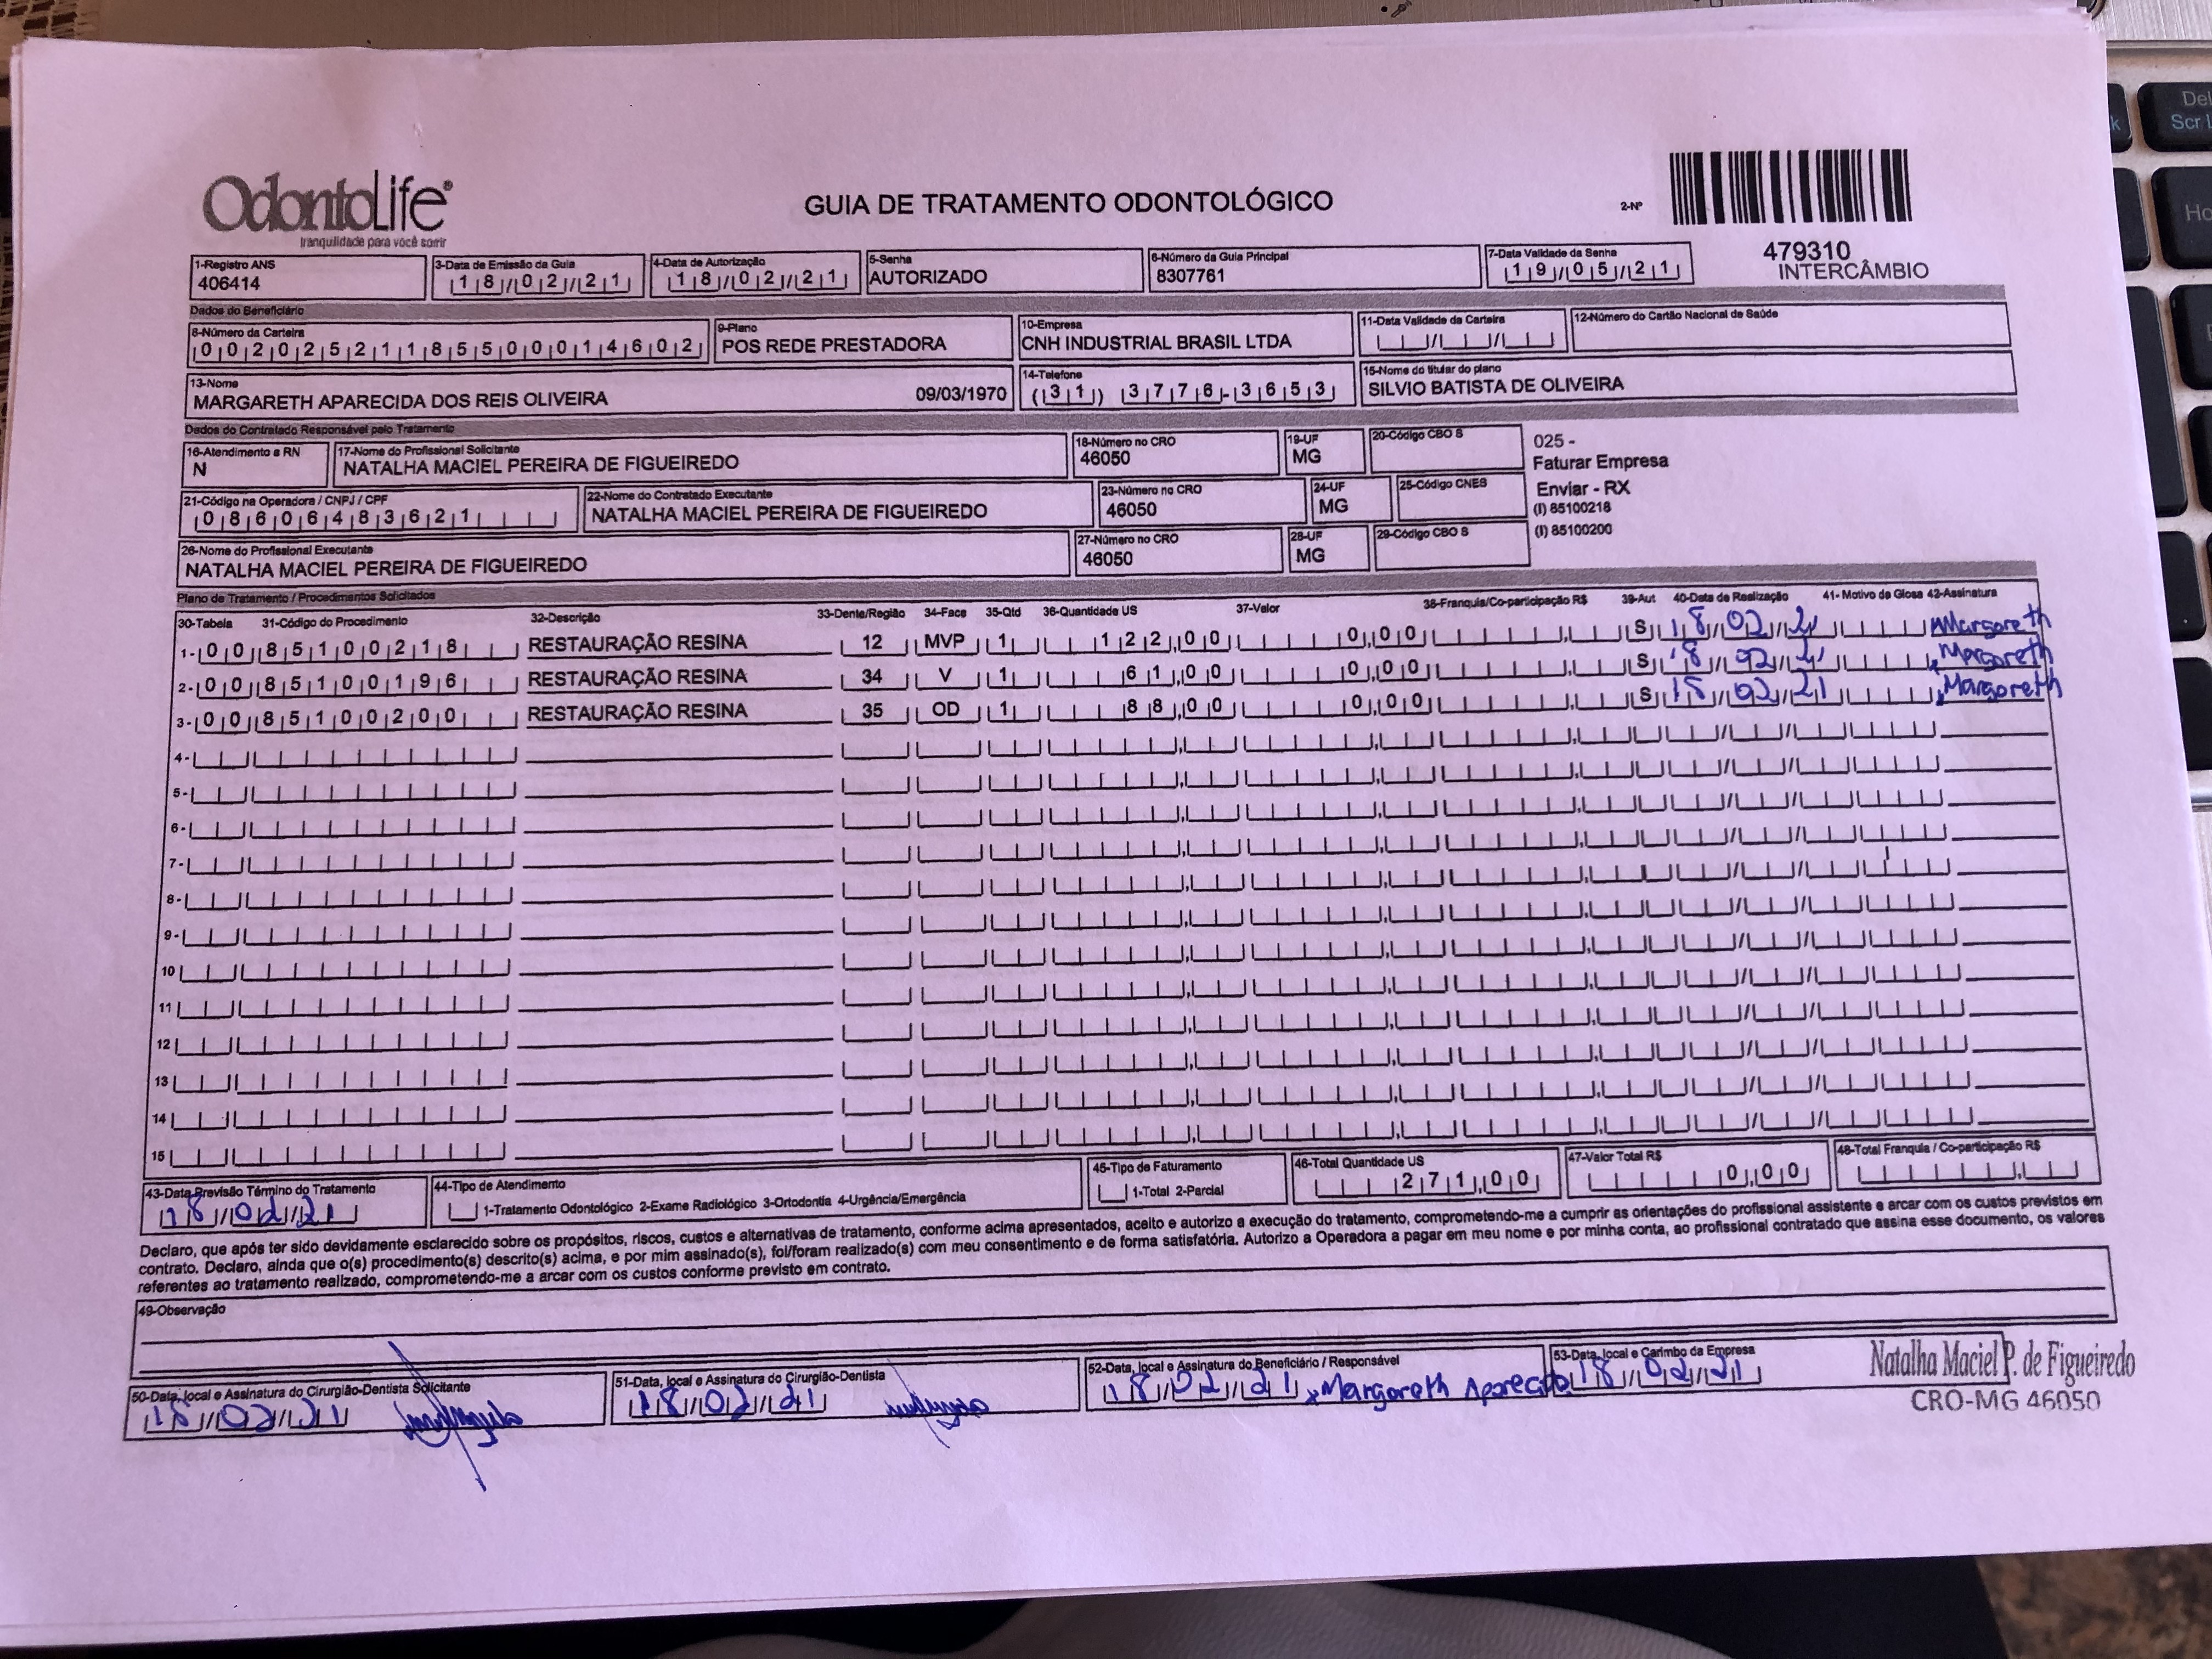 OdontoLife®
tranquilidade para você sorrir
GUIA DE TRATAMENTO ODONTOLÓGICO
2-Nº
479310
INTERCÂMBIO
1-Registro ANS
406414
3-Data de Emissão da Guia
18/02/21
4-Data de Autorização
18/02/21
5-Senha
AUTORIZADO
6-Número da Guia Principal
8307761
7-Data Validade da Senha
19/05/21
Dados do Beneficiário
8-Número da Carteira
00202521185500014602
9-Plano
POS REDE PRESTADORA
10-Empresa
CNH INDUSTRIAL BRASIL LTDA
11-Data Validade da Carteira
12-Número do Cartão Nacional de Saúde
13-Nome
MARGARETH APARECIDA DOS REIS OLIVEIRA 09/03/1970
14-Telefone
(31) 3776-3653
15-Nome do titular do plano
SILVIO BATISTA DE OLIVEIRA
Dados do Contratado Responsável pelo Tratamento
16-Atendimento a RN
N
17-Nome do Profissional Solicitante
NATALHA MACIEL PEREIRA DE FIGUEIREDO
18-Número no CRO
46050
19-UF
MG
20-Código CBO S
025 -
Faturar Empresa
Enviar - RX
(I) 85100218
(I) 85100200
21-Código na Operadora / CNPJ / CPF
08606483621
22-Nome do Contratado Executante
NATALHA MACIEL PEREIRA DE FIGUEIREDO
23-Número no CRO
46050
24-UF
MG
25-Código CNES
26-Nome do Profissional Executante
NATALHA MACIEL PEREIRA DE FIGUEIREDO
27-Número no CRO
46050
28-UF
MG
29-Código CBO S
Plano de Tratamento / Procedimentos Solicitados
30-Tabela 31-Código do Procedimento 32-Descrição 33-Dente/Região 34-Face 35-Qtd 36-Quantidade US 37-Valor 38-Franquia/Co-participação R$ 39-Aut 40-Data de Realização 41- Motivo da Glosa 42-Assinatura
1- 00 85100218 RESTAURAÇÃO RESINA 12 MVP 1 122,00 0,00 S 18/02/21 Margareth
2- 00 85100196 RESTAURAÇÃO RESINA 34 V 1 61,00 0,00 S 18/02/21 Margareth
3- 00 85100200 RESTAURAÇÃO RESINA 35 OD 1 88,00 0,00 S 18/02/21 Margareth
4-
5-
6-
7-
8-
9-
10
11
12
13
14
15
43-Data Previsão Término do Tratamento
18/02/21
44-Tipo de Atendimento
1-Tratamento Odontológico 2-Exame Radiológico 3-Ortodontia 4-Urgência/Emergência
45-Tipo de Faturamento
1-Total 2-Parcial
46-Total Quantidade US
271,00
47-Valor Total R$
0,00
48-Total Franquia / Co-participação R$
Declaro, que após ter sido devidamente esclarecido sobre os propósitos, riscos, custos e alternativas de tratamento, conforme acima apresentados, aceito e autorizo a execução do tratamento, comprometendo-me a cumprir as orientações do profissional assistente e arcar com os custos previstos em
contrato. Declaro, ainda que o(s) procedimento(s) descrito(s) acima, e por mim assinado(s), foi/foram realizado(s) com meu consentimento e de forma satisfatória. Autorizo a Operadora a pagar em meu nome e por minha conta, ao profissional contratado que assina esse documento, os valores
referentes ao tratamento realizado, comprometendo-me a arcar com os custos conforme previsto em contrato.
49-Observação
50-Data, local e Assinatura do Cirurgião-Dentista Solicitante
18/02/21
51-Data, local e Assinatura do Cirurgião-Dentista
18/02/21
52-Data, local e Assinatura do Beneficiário / Responsável
18/02/21 x Margareth Aparecida
53-Data, local e Carimbo da Empresa
18/02/21
Natalha Maciel P. de Figueiredo
CRO-MG 46050
Del
Scr